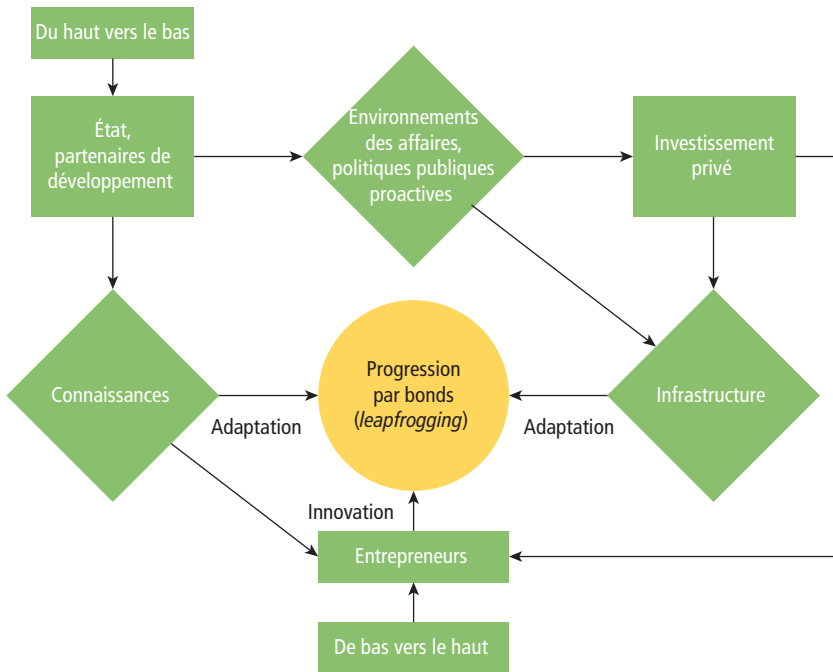 Du haut vers le bas
État,
partenaires de
développement
Environnements
des affaires,
politiques publiques
proactives
Investissement
privé
Connaissances
Adaptation
Progression
par bonds
(leapfrogging)
Adaptation
Infrastructure
Innovation
Entrepreneurs
De bas vers le haut